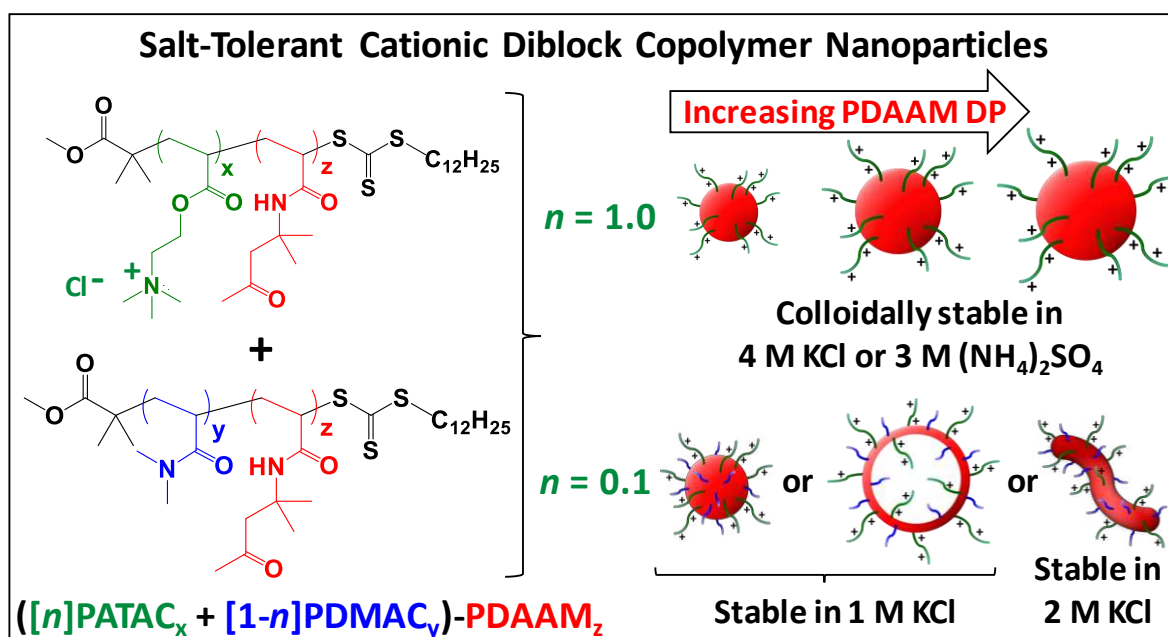 Salt-Tolerant Cationic Diblock Copolymer Nanoparticles
O
O
x
z
S
S
C12H25
O
O
HN
O
S
Cl-
+
N
O
+
O
O
y
z
S
S
C12H25
N
O
HN
O
S
O
([n]PATACx + [1-n]PDMACy)-PDAAMz
Increasing PDAAM DP
n = 1.0
Colloidally stable in
4 M KCl or 3 M (NH4)2SO4
n = 0.1
or
or
Stable in 1 M KCl
Stable in
2 M KCl